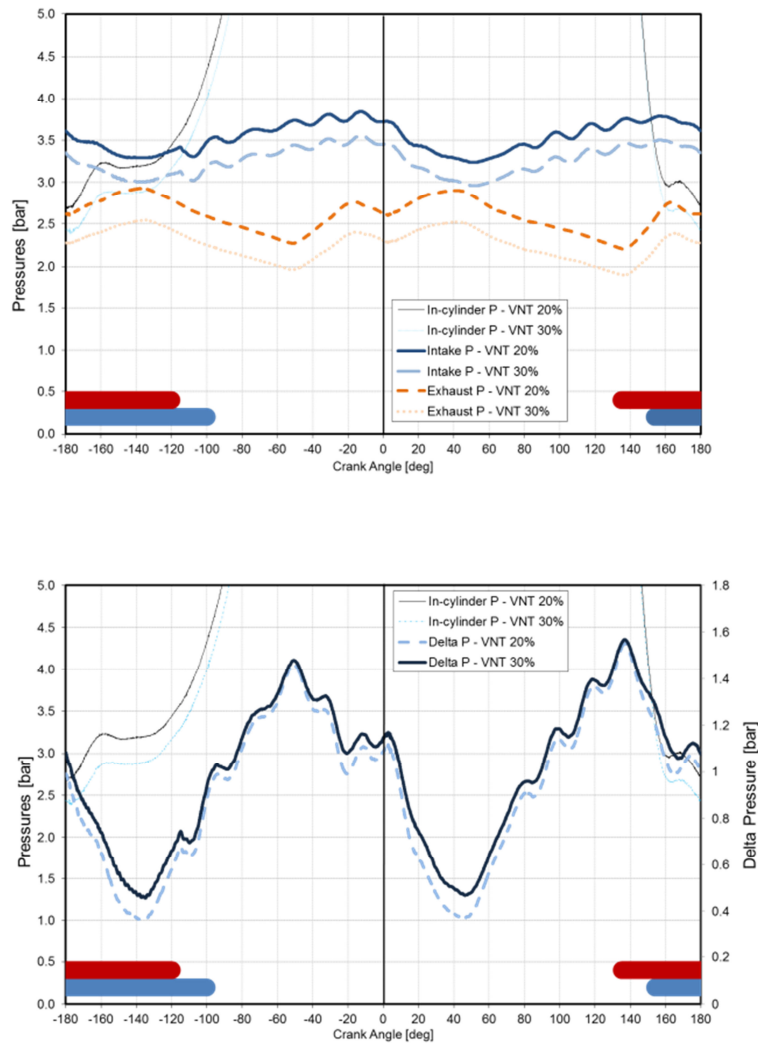 5.0
4.5
4.0
3.5
3.0
2.5
2.0
1.5
1.0
0.5
0.0
Pressures [bar]
In-cylinder P - VNT 20%
In-cylinder P - VNT 30%
Intake P - VNT 20%
Intake P - VNT 30%
Exhaust P - VNT 20%
Exhaust P - VNT 30%
-180 -160 -140 -120 -100 -80 -60 -40 -20 0 20 40 60 80 100 120 140 160 180
Crank Angle [deg]
5.0
4.5
4.0
3.5
3.0
2.5
2.0
1.5
1.0
0.5
0.0
Pressures [bar]
In-cylinder P - VNT 20%
In-cylinder P - VNT 30%
Delta P - VNT 20%
Delta P - VNT 30%
1.8
1.6
1.4
1.2
1
0.8
0.6
0.4
0.2
0
Delta Pressure [bar]
-180 -160 -140 -120 -100 -80 -60 -40 -20 0 20 40 60 80 100 120 140 160 180
Crank Angle [deg]